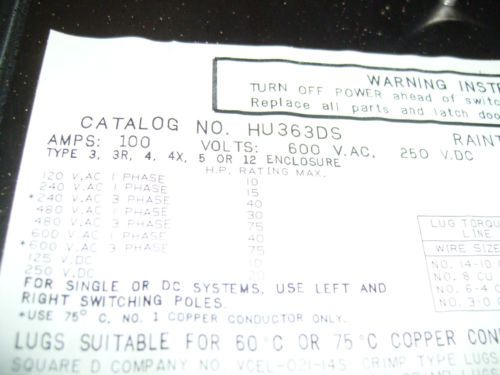 WARNING INST
TURN OFF POWER ahead of switc
Replace all parts and latch doo
CATALOG NO. HU363DS
RAINT
AMPS: 100 VOLTS: 600 V.AC, 250 V.DC
TYPE 3, 3R, 4, 4X, 5 OR 12 ENCLOSURE
H.P. RATING MAX.
120 V.AC 1 PHASE 10
240 V.AC 1 PHASE 15
*240 V.AC 3 PHASE 40
480 V.AC 1 PHASE 30
480 V.AC 3 PHASE 75
600 V.AC 1 PHASE 40
*600 V.AC 3 PHASE 75
125 V.DC
250 V.DC 20
FOR SINGLE OR DC SYSTEMS, USE LEFT AND
RIGHT SWITCHING POLES.
*USE 75° C, NO. 1 COPPER CONDUCTOR ONLY.
LUG TORQU
LINE
WIRE SIZE
NO. 14-10
NO. 8 CU
NO. 6-4
NO. 3-0
LUGS SUITABLE FOR 60°C OR 75°C COPPER CON
SQUARE D COMPANY NO. VCEL-021-145 CRIMP TYPE LUGS